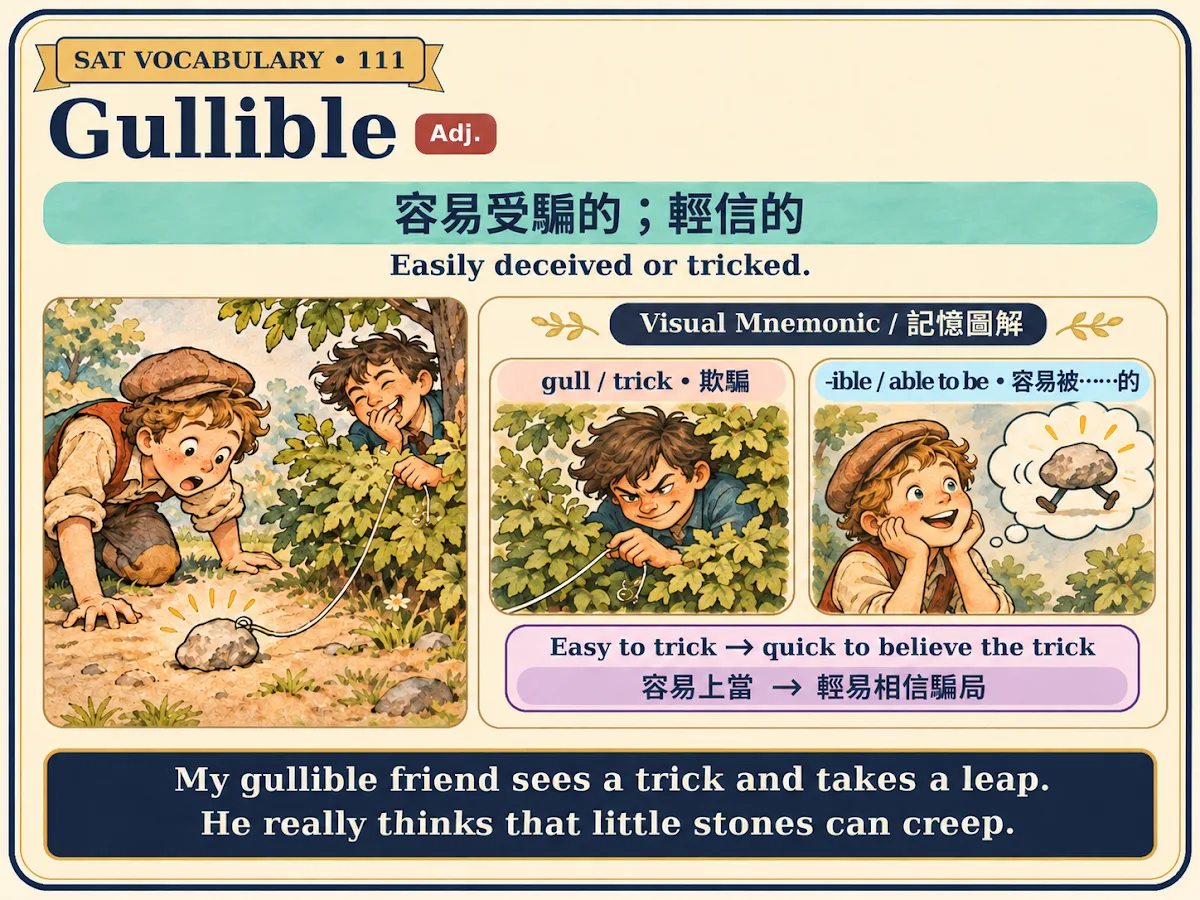 SAT VOCABULARY • 111
Gullible
Adj.
容易受騙的；輕信的
Easily deceived or tricked.
Visual Mnemonic / 記憶圖解
gull / trick • 欺騙
-ible / able to be • 容易被⋯⋯的
Easy to trick → quick to believe the trick
容易上當 → 輕易相信騙局
My gullible friend sees a trick and takes a leap.
He really thinks that little stones can creep.